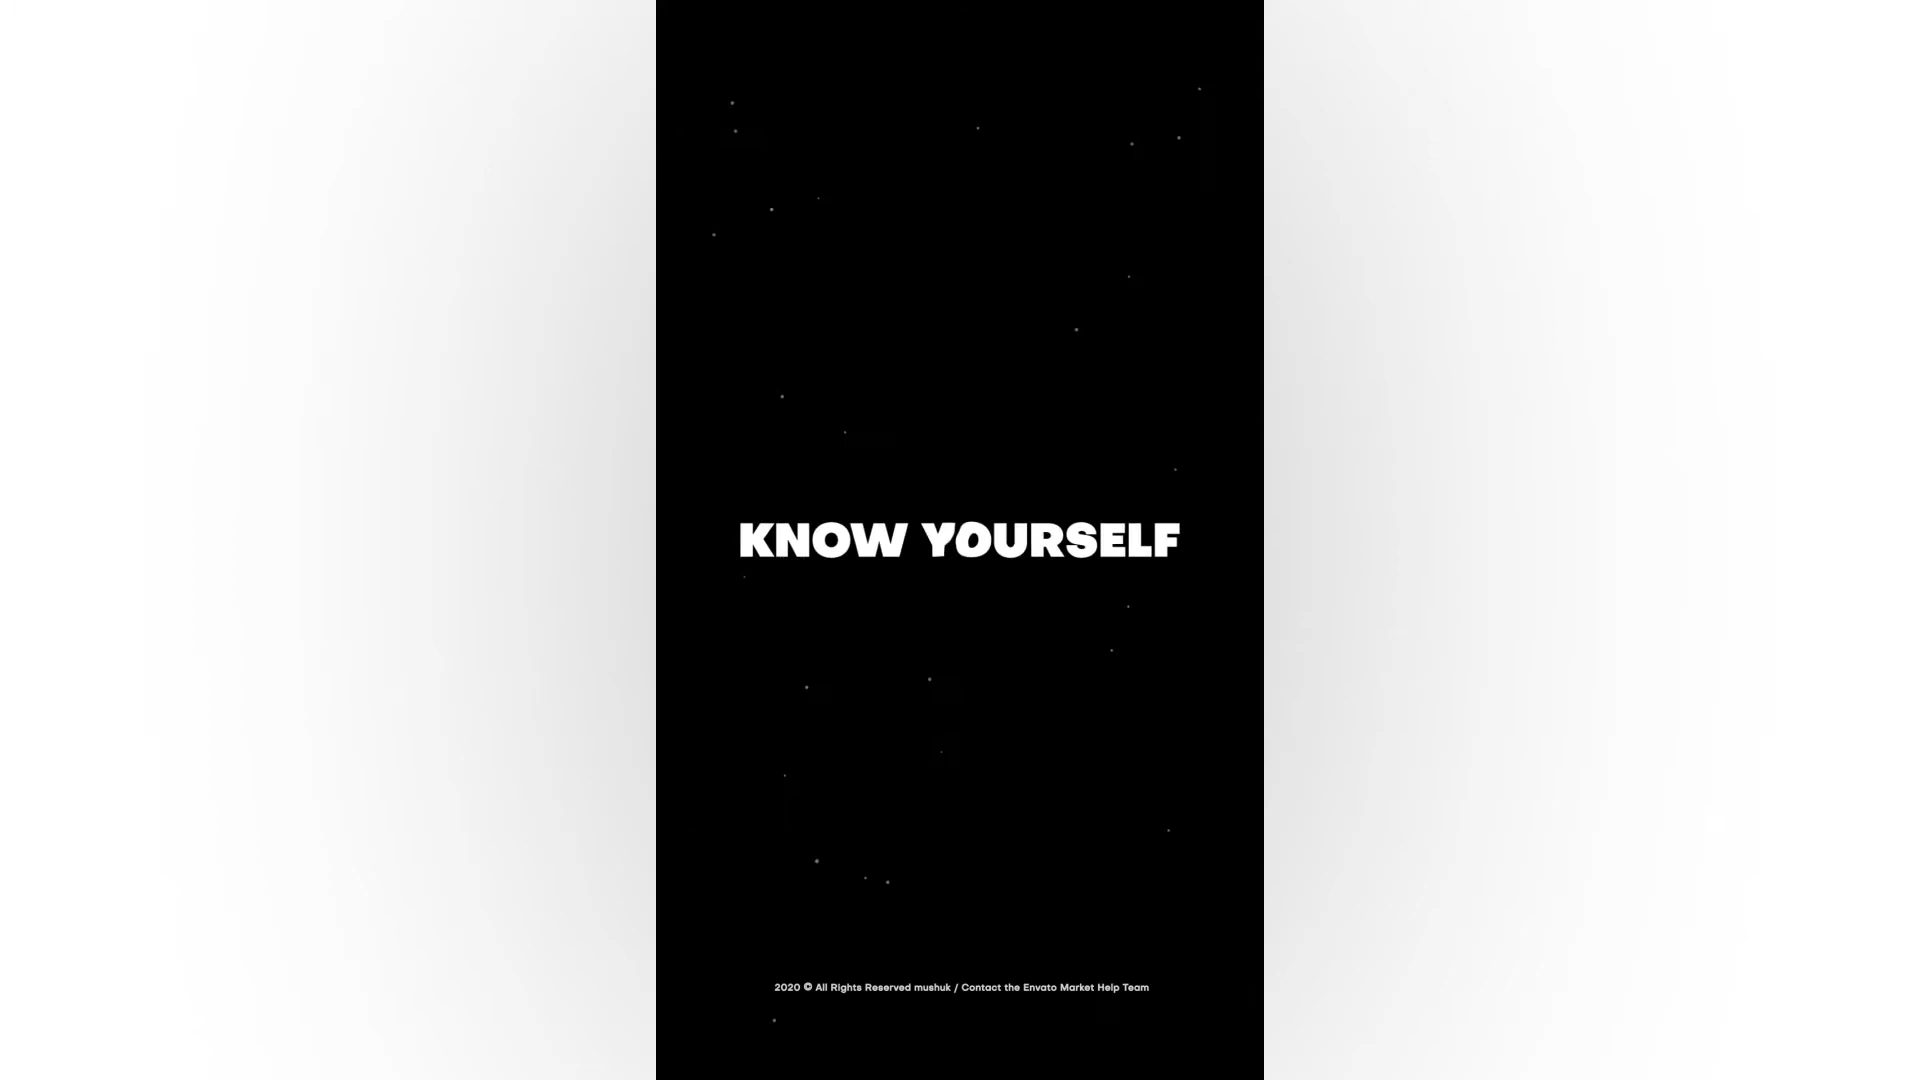 KNOW YOURSELF
2020 © All Rights Reserved mushuk / Contact the Envato Market Help Team